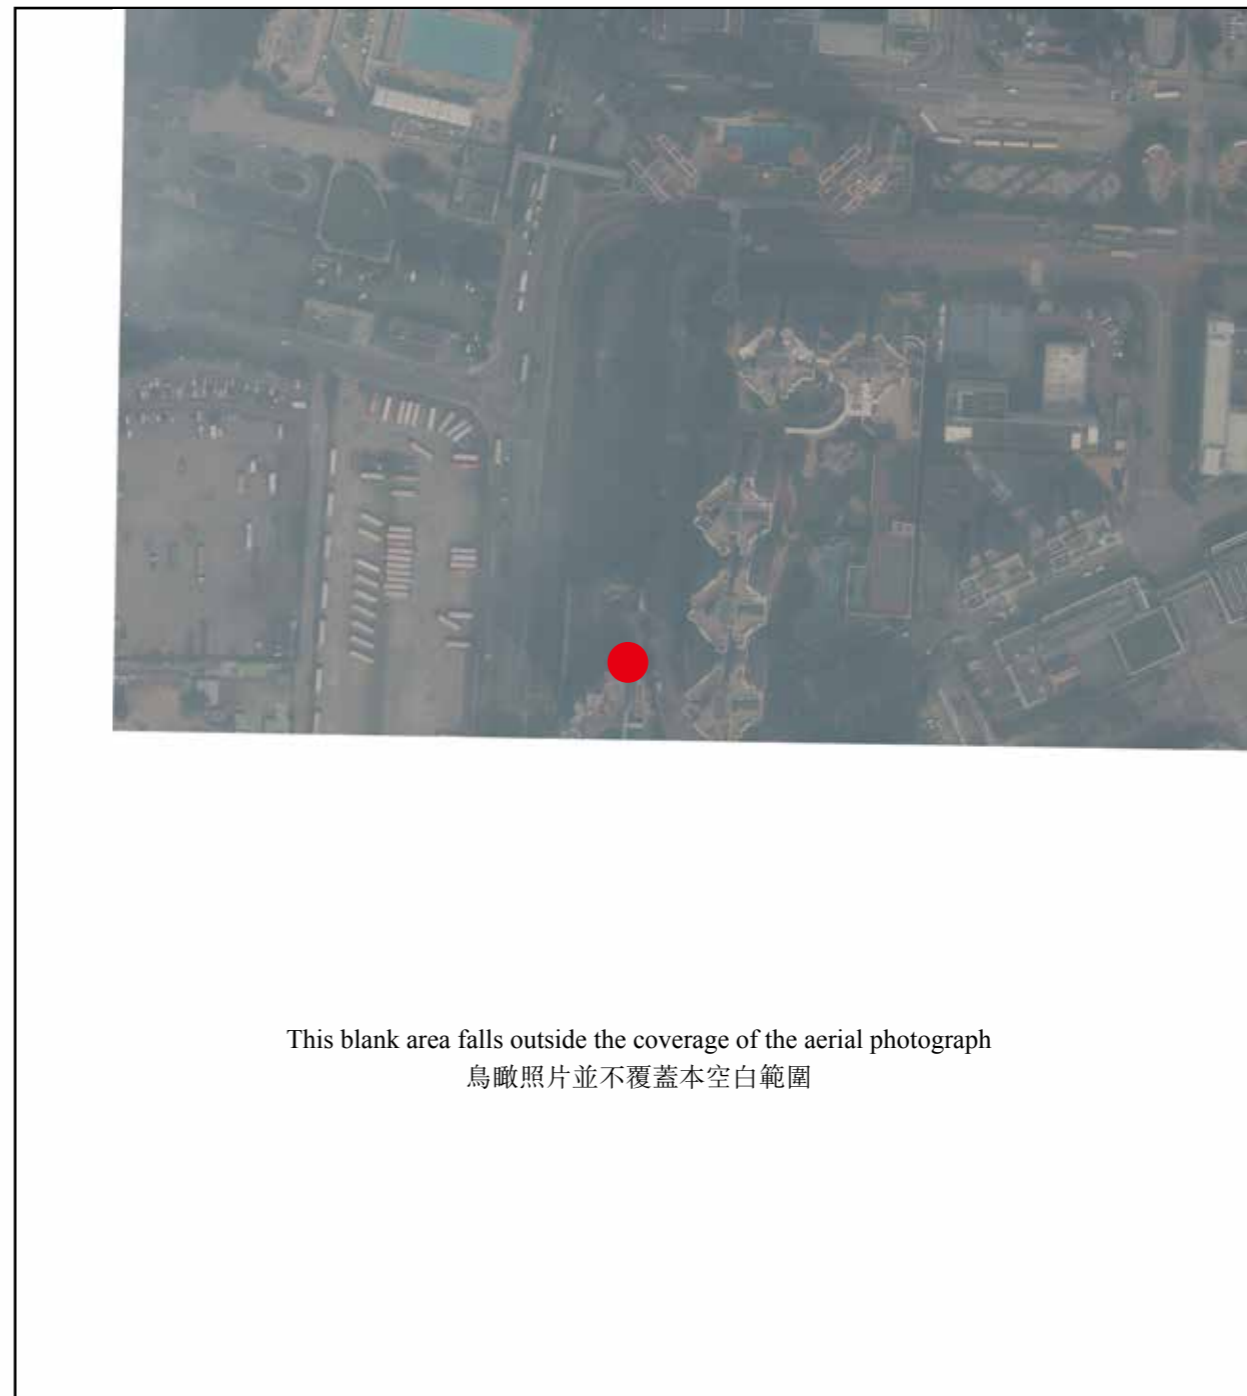 This blank area falls outside the coverage of the aerial photograph
鳥瞰照片並不覆蓋本空白範圍